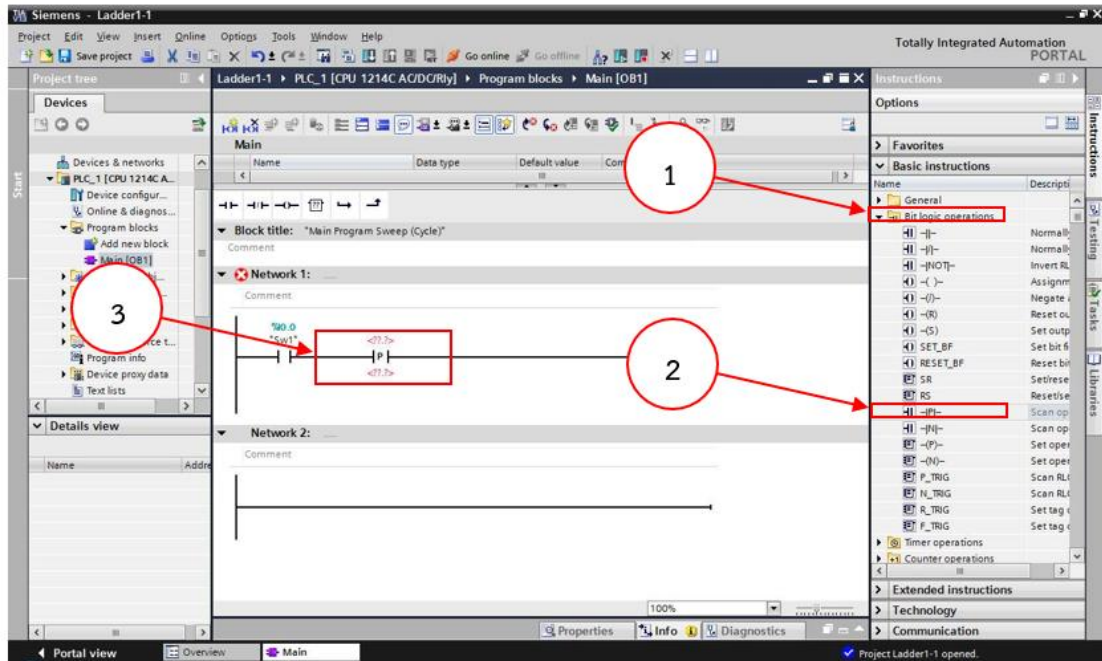 Siemens - Ladder1-1
Project Edit View Insert Online Options Tools Window Help
Totally Integrated Automation
PORTAL
Save project Go online Go offline
Project tree
Ladder1-1 PLC_1 [CPU 1214C AC/DC/Rly] Program blocks Main [OB1]
Instructions
Devices
Options
Main
Name Data type Default value
Start
Devices & networks
PLC_1 [CPU 1214C A...
Device configur...
Online & diagnos...
Program blocks
Add new block
Main [OB1]
Program info
Device proxy data
Text lists
Details view
Name Addre
Block title: "Main Program Sweep (Cycle)"
Comment
Network 1:
Comment
%I0.0
"Sw1"
<??.?>
P
<??.?>
Network 2:
Comment
1
2
3
100%
Properties Info Diagnostics
Favorites
Basic instructions
Name Descripti
General
Bit logic operations
-||- Normall
-|/|- Normall
-|NOT|- Invert RL
-( )- Assignm
-(/)- Negate
-(R) Reset ou
-(S) Set outp
SET_BF Set bit fi
RESET_BF Reset bit
SR Set/rese
RS Reset/se
-|P|- Scan op
-|N|- Scan op
-(P)- Set oper
-(N)- Set oper
P_TRIG Scan RL
N_TRIG Scan RL
R_TRIG Set tag
F_TRIG Set tag
Timer operations
Counter operations
Extended instructions
Technology
Communication
Instructions
Testing
Tasks
Libraries
Portal view Overview Main
Project Ladder1-1 opened.